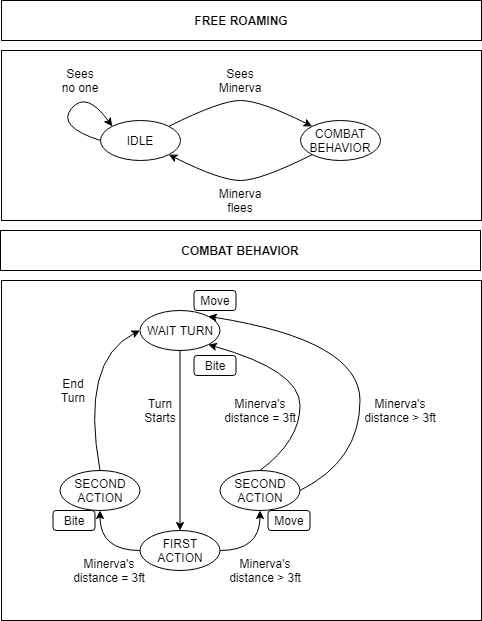 FREE ROAMING
Sees
no one
Sees
Minerva
IDLE
COMBAT
BEHAVIOR
Minerva
flees
COMBAT BEHAVIOR
Move
WAIT TURN
Bite
End
Turn
Turn
Starts
Minerva's
distance = 3ft
Minerva's
distance > 3ft
SECOND
ACTION
SECOND
ACTION
Bite
Move
FIRST
ACTION
Minerva's
distance = 3ft
Minerva's
distance > 3ft